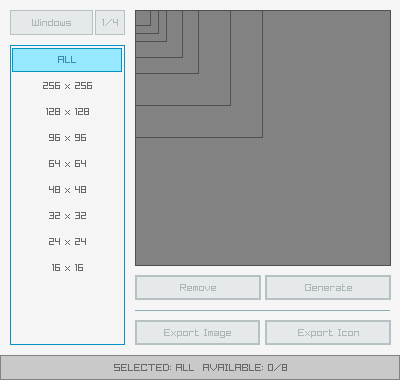 Windows
1/4
ALL
256 x 256
128 x 128
96 x 96
64 x 64
48 x 48
32 x 32
24 x 24
16 x 16
Remove
Generate
Export Image
Export Icon
SELECTED: ALL AVAILABLE: 0/8